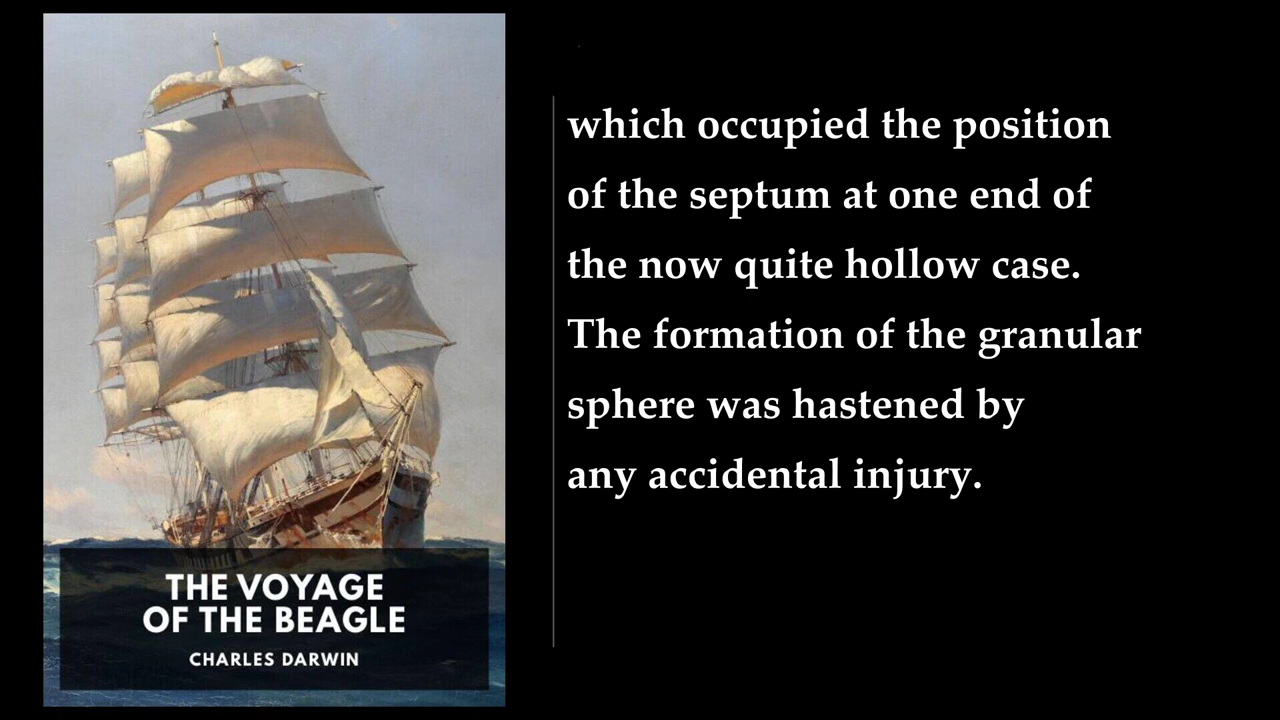 THE VOYAGE
OF THE BEAGLE
CHARLES DARWIN
which occupied the position
of the septum at one end of
the now quite hollow case.
The formation of the granular
sphere was hastened by
any accidental injury.